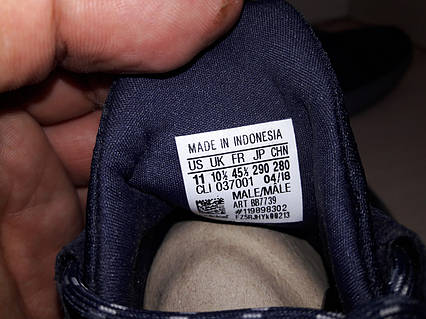 MADE IN INDONESIA
US UK FR JP CHN
11 10½ 45⅓ 290 280
CLI 037001 04/18
MALE/MÂLE
ART BB7739
#119898302